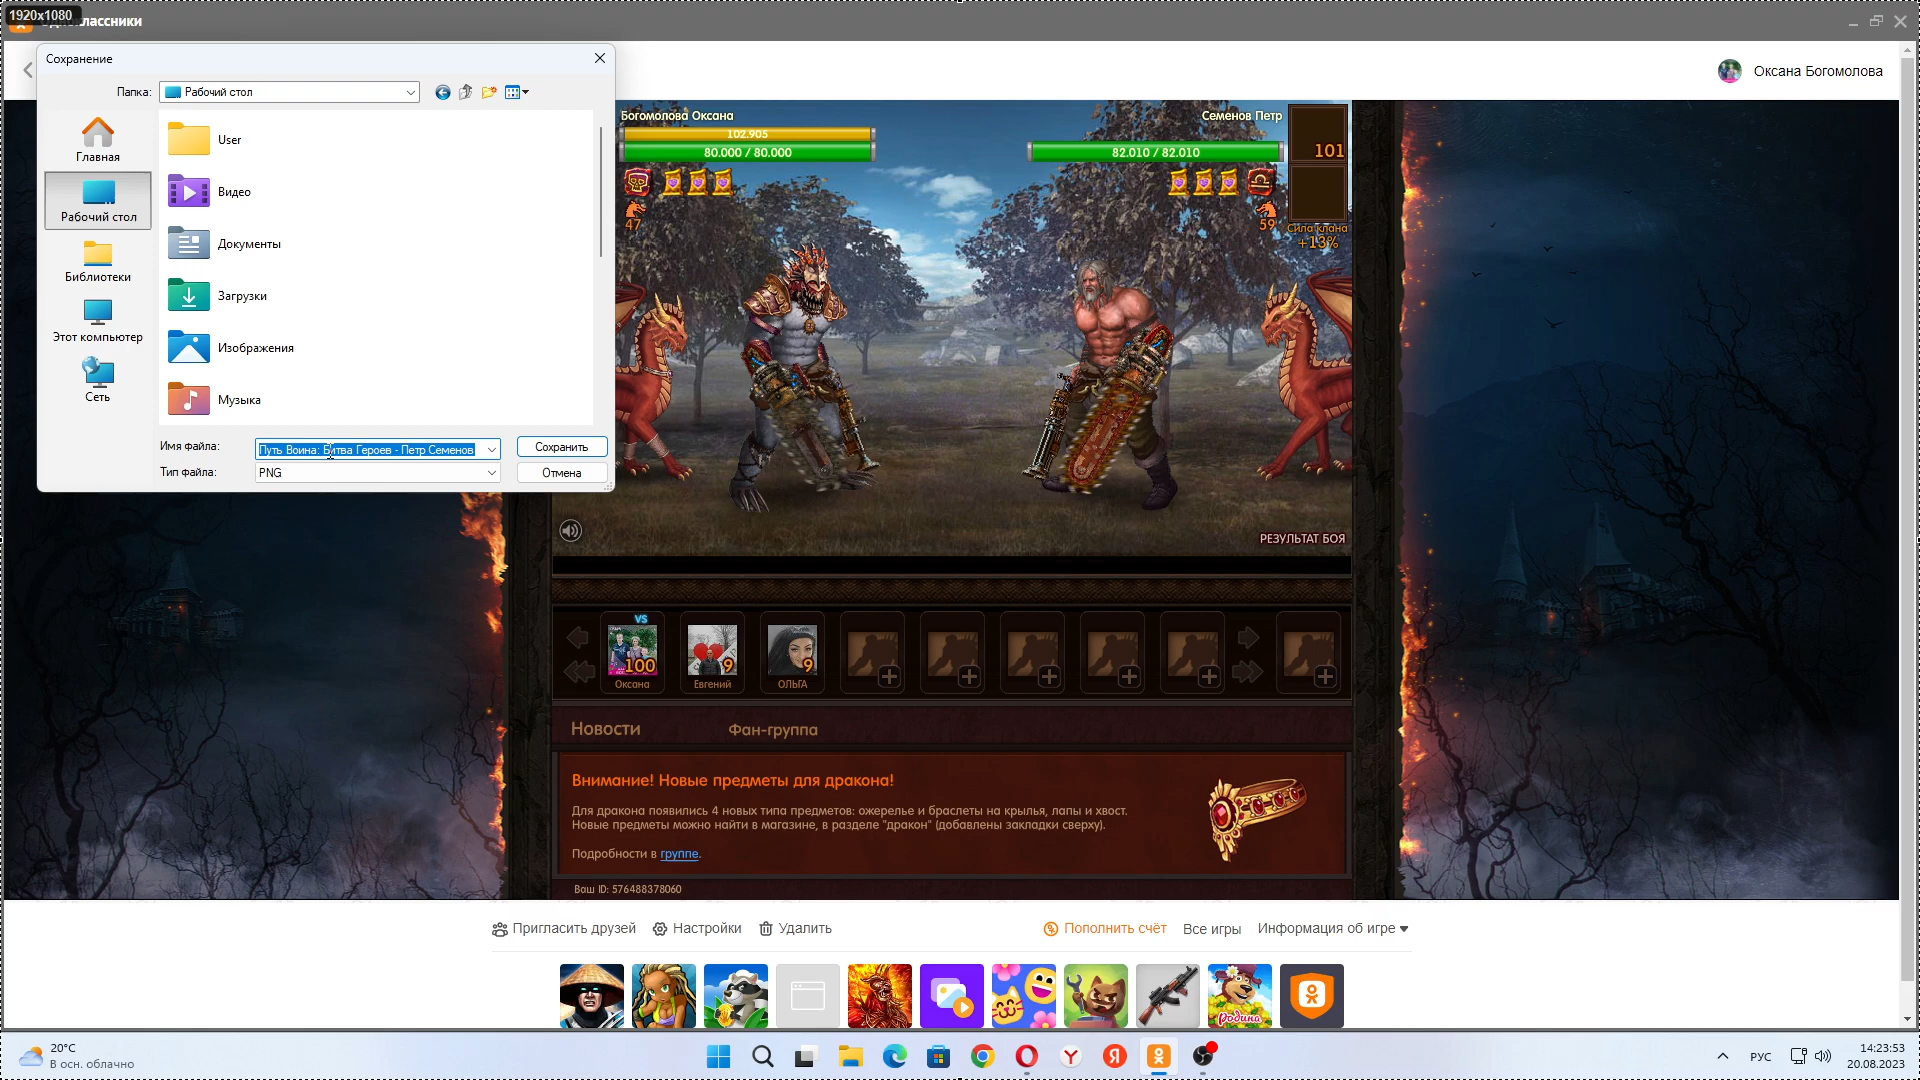 1920x1080
Одноклассники
Сохранение
Папка:
Рабочий стол
Главная
Рабочий стол
Библиотеки
Этот компьютер
Сеть
User
Видео
Документы
Загрузки
Изображения
Музыка
Имя файла:
Путь Воина: Битва Героев - Петр Семенов
Сохранить
Тип файла:
PNG
Отмена
Оксана Богомолова
Богомолова Оксана
102.905
80.000 / 80.000
47
Семенов Петр
82.010 / 82.010
59
101
Сила клана
+13%
РЕЗУЛЬТАТ БОЯ
VS
100
Оксана
9
Евгений
9
ОЛЬГА
Новости
Фан-группа
Внимание! Новые предметы для дракона!
Для дракона появились 4 новых типа предметов: ожерелье и браслеты на крылья, лапы и хвост.
Новые предметы можно найти в магазине, в разделе "дракон" (добавлены закладки сверху).
Подробности в группе.
Ваш ID: 576488378060
Пригласить друзей
Настройки
Удалить
Пополнить счёт
Все игры
Информация об игре
Родина
20°C
В осн. облачно
РУС
14:23:53
20.08.2023